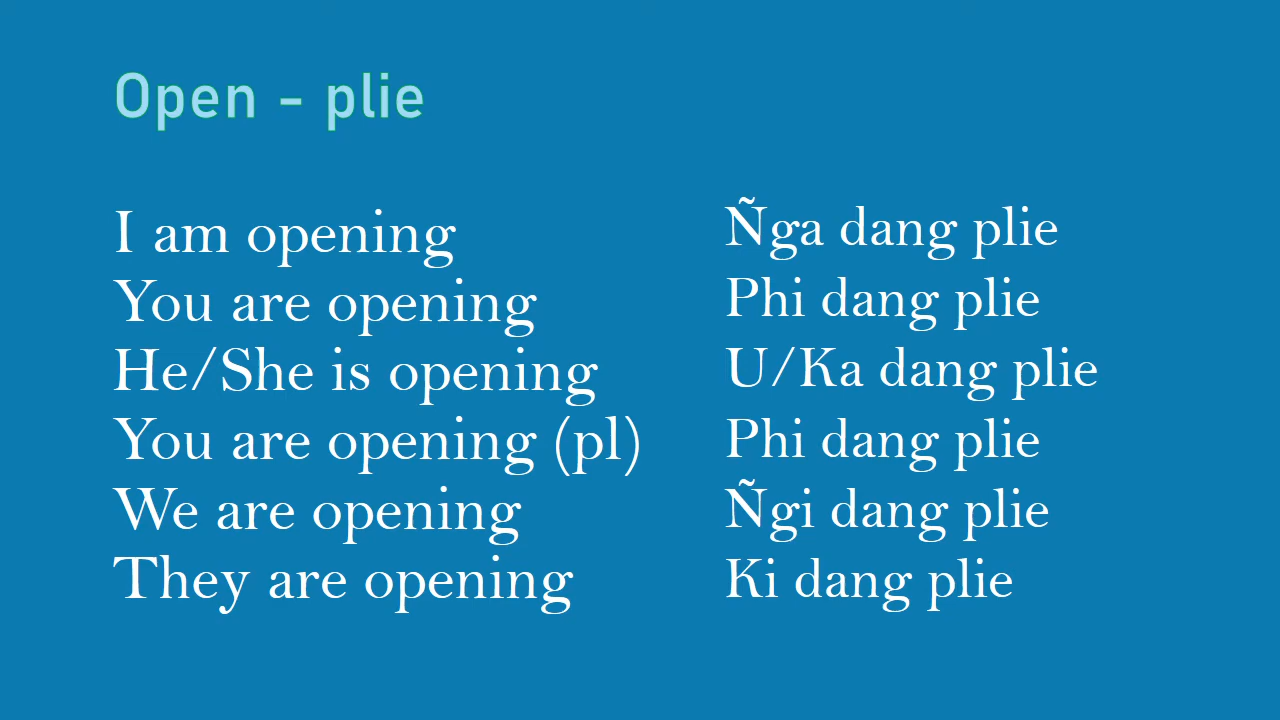 Open - plie
I am opening
You are opening
He/She is opening
You are opening (pl)
We are opening
They are opening
Ñga dang plie
Phi dang plie
U/Ka dang plie
Phi dang plie
Ñgi dang plie
Ki dang plie